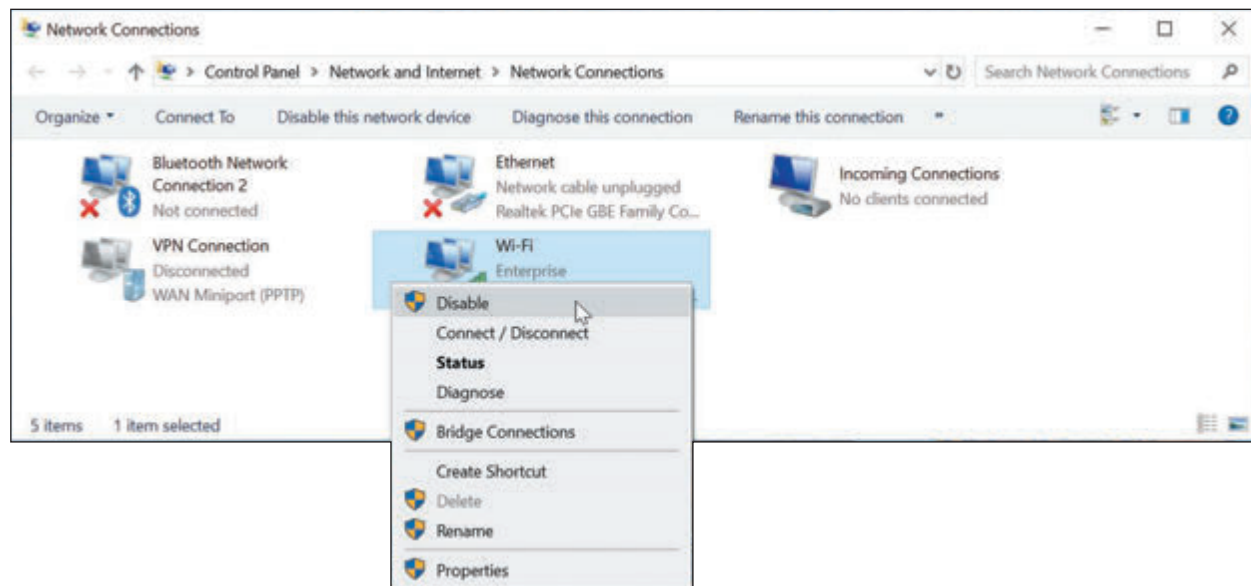 Network Connections
Control Panel > Network and Internet > Network Connections
Search Network Connections
Organize
Connect To
Disable this network device
Diagnose this connection
Rename this connection
»
Bluetooth Network
Connection 2
Not connected
Ethernet
Network cable unplugged
Realtek PCIe GBE Family Co...
Incoming Connections
No clients connected
VPN Connection
Disconnected
WAN Miniport (PPTP)
Wi-Fi
Enterprise
Disable
Connect / Disconnect
Status
Diagnose
Bridge Connections
Create Shortcut
Delete
Rename
Properties
5 items
1 item selected